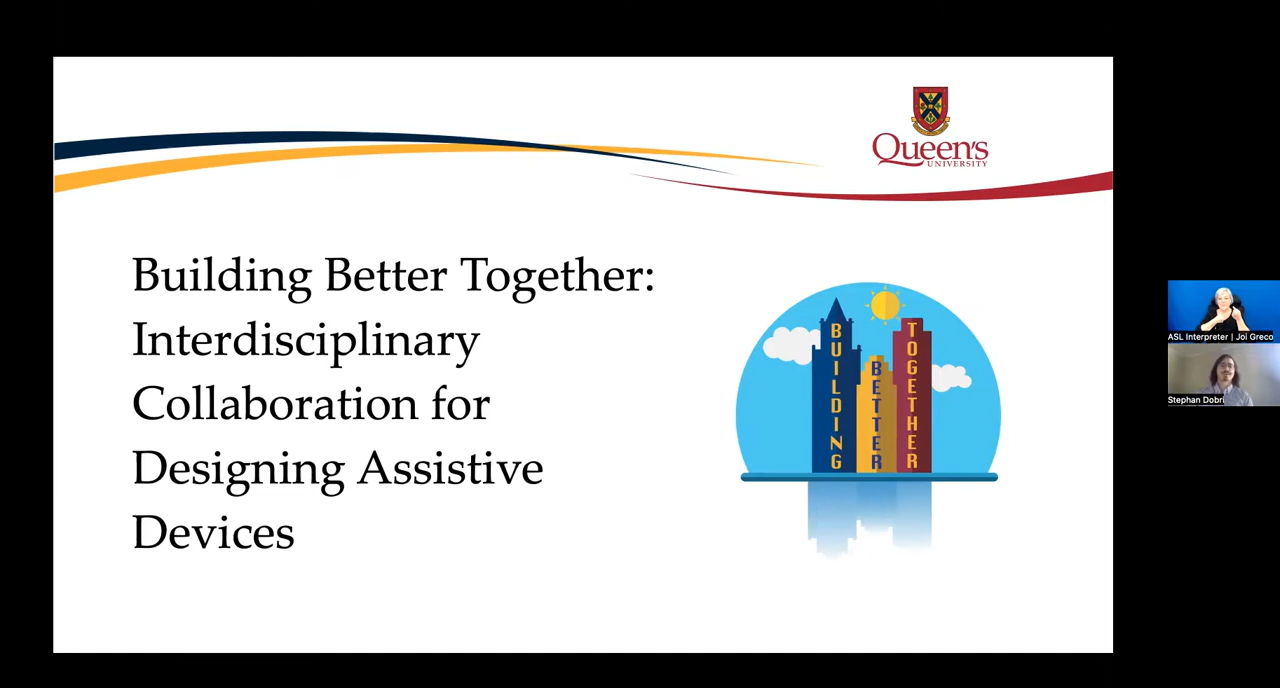 Queen's
UNIVERSITY
Building Better Together:
Interdisciplinary
Collaboration for
Designing Assistive
Devices
BUILDING
BETTER
TOGETHER
ASL Interpreter | Jol Greco
Stephan Dobri